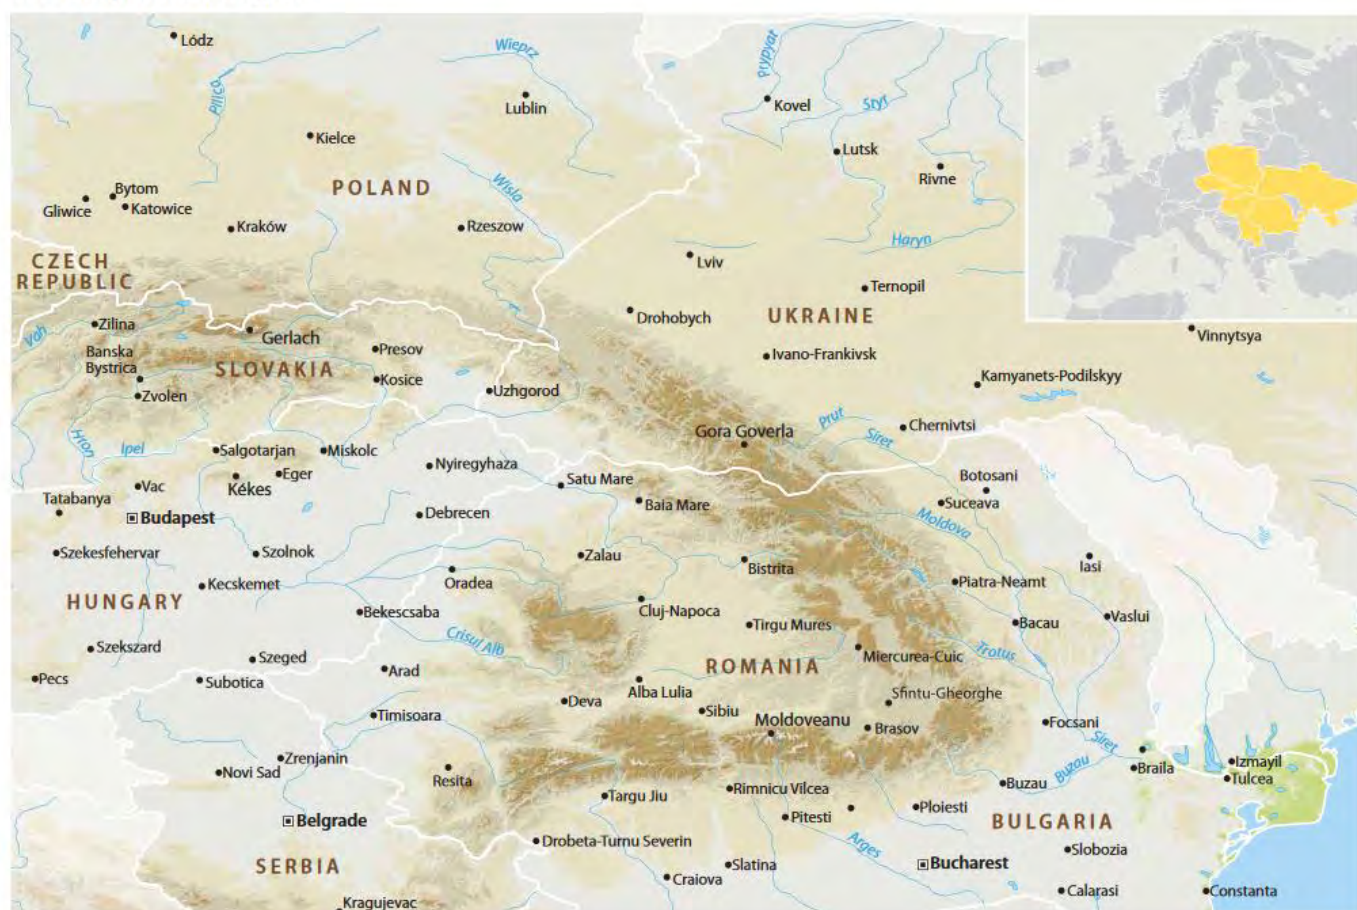 Lódz
Wieprz
Prypyat
Pilica
Lublin
Kovel
Styr
Kielce
Lutsk
Rivne
POLAND
Wisla
Bytom
Gliwice
Katowice
Kraków
Rzeszow
Haryn
Lviv
CZECH
REPUBLIC
Ternopil
Drohobych
UKRAINE
Zilina
Vah
Gerlach
Vinnytsya
Banska
Bystrica
SLOVAKIA
Presov
Ivano-Frankivsk
Kosice
Kamyanets-Podilskyy
Zvolen
Uzhgorod
Prut
Hron
Ipel
Gora Goverla
Siret
Chernivtsi
Salgotarjan
Miskolc
Nyiregyhaza
Eger
Kékes
Satu Mare
Botosani
Vac
Tatabanya
Baia Mare
Suceava
Budapest
Debrecen
Moldova
Szekesfehervar
Szolnok
Zalau
Iasi
Bistrita
Kecskemet
Oradea
Piatra-Neamt
HUNGARY
Bekescsaba
Cluj-Napoca
Tirgu Mures
Bacau
Vaslui
Crisul Alb
Trotus
Szekszard
Szeged
Miercurea-Cuic
ROMANIA
Arad
Pecs
Subotica
Alba Lulia
Sfintu-Gheorghe
Deva
Sibiu
Timisoara
Moldoveanu
Brasov
Focsani
Siret
Zrenjanin
Novi Sad
Resita
Buzau
Braila
Izmayil
Tulcea
Rimnicu Vilcea
Buzau
Targu Jiu
Ploiesti
Pitesti
Belgrade
BULGARIA
Drobeta-Turnu Severin
Arges
Slobozia
SERBIA
Slatina
Bucharest
Craiova
Calarasi
Constanta
Kragujevac